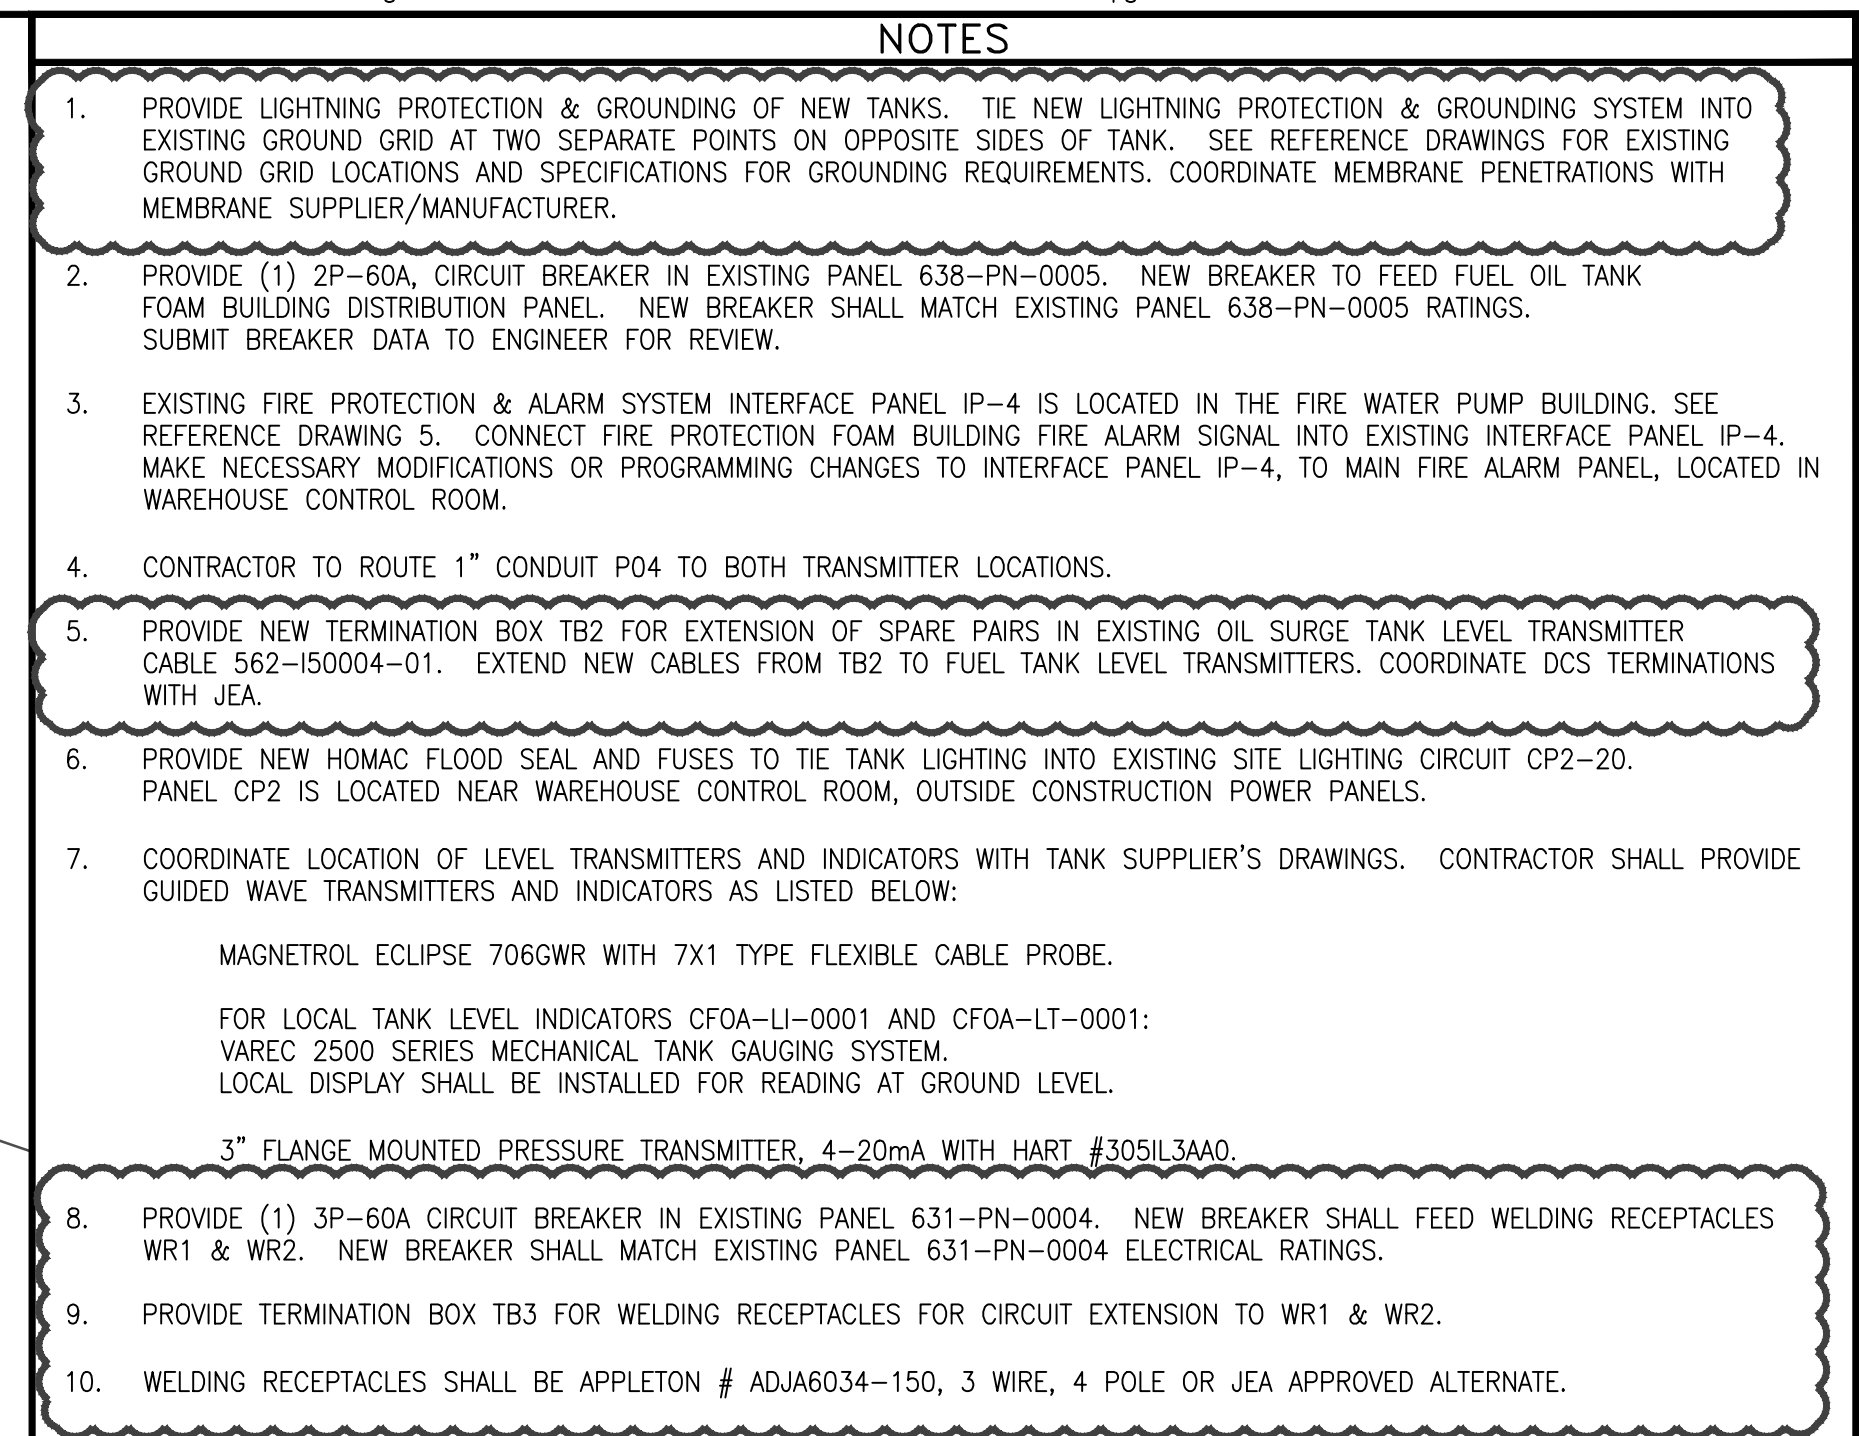 NOTES
1. PROVIDE LIGHTNING PROTECTION & GROUNDING OF NEW TANKS. TIE NEW LIGHTNING PROTECTION & GROUNDING SYSTEM INTO
EXISTING GROUND GRID AT TWO SEPARATE POINTS ON OPPOSITE SIDES OF TANK. SEE REFERENCE DRAWINGS FOR EXISTING
GROUND GRID LOCATIONS AND SPECIFICATIONS FOR GROUNDING REQUIREMENTS. COORDINATE MEMBRANE PENETRATIONS WITH
MEMBRANE SUPPLIER/MANUFACTURER.
2. PROVIDE (1) 2P-60A, CIRCUIT BREAKER IN EXISTING PANEL 638-PN-0005. NEW BREAKER TO FEED FUEL OIL TANK
FOAM BUILDING DISTRIBUTION PANEL. NEW BREAKER SHALL MATCH EXISTING PANEL 638-PN-0005 RATINGS.
SUBMIT BREAKER DATA TO ENGINEER FOR REVIEW.
3. EXISTING FIRE PROTECTION & ALARM SYSTEM INTERFACE PANEL IP-4 IS LOCATED IN THE FIRE WATER PUMP BUILDING. SEE
REFERENCE DRAWING 5. CONNECT FIRE PROTECTION FOAM BUILDING FIRE ALARM SIGNAL INTO EXISTING INTERFACE PANEL IP-4.
MAKE NECESSARY MODIFICATIONS OR PROGRAMMING CHANGES TO INTERFACE PANEL IP-4, TO MAIN FIRE ALARM PANEL, LOCATED IN
WAREHOUSE CONTROL ROOM.
4. CONTRACTOR TO ROUTE 1" CONDUIT P04 TO BOTH TRANSMITTER LOCATIONS.
5. PROVIDE NEW TERMINATION BOX TB2 FOR EXTENSION OF SPARE PAIRS IN EXISTING OIL SURGE TANK LEVEL TRANSMITTER
CABLE 562-I50004-01. EXTEND NEW CABLES FROM TB2 TO FUEL TANK LEVEL TRANSMITTERS. COORDINATE DCS TERMINATIONS
WITH JEA.
6. PROVIDE NEW HOMAC FLOOD SEAL AND FUSES TO TIE TANK LIGHTING INTO EXISTING SITE LIGHTING CIRCUIT CP2-20.
PANEL CP2 IS LOCATED NEAR WAREHOUSE CONTROL ROOM, OUTSIDE CONSTRUCTION POWER PANELS.
7. COORDINATE LOCATION OF LEVEL TRANSMITTERS AND INDICATORS WITH TANK SUPPLIER'S DRAWINGS. CONTRACTOR SHALL PROVIDE
GUIDED WAVE TRANSMITTERS AND INDICATORS AS LISTED BELOW:
MAGNETROL ECLIPSE 706GWR WITH 7X1 TYPE FLEXIBLE CABLE PROBE.
FOR LOCAL TANK LEVEL INDICATORS CFOA-LI-0001 AND CFOA-LT-0001:
VAREC 2500 SERIES MECHANICAL TANK GAUGING SYSTEM.
LOCAL DISPLAY SHALL BE INSTALLED FOR READING AT GROUND LEVEL.
3" FLANGE MOUNTED PRESSURE TRANSMITTER, 4-20mA WITH HART #3051L3AA0.
8. PROVIDE (1) 3P-60A CIRCUIT BREAKER IN EXISTING PANEL 631-PN-0004. NEW BREAKER SHALL FEED WELDING RECEPTACLES
WR1 & WR2. NEW BREAKER SHALL MATCH EXISTING PANEL 631-PN-0004 ELECTRICAL RATINGS.
9. PROVIDE TERMINATION BOX TB3 FOR WELDING RECEPTACLES FOR CIRCUIT EXTENSION TO WR1 & WR2.
10. WELDING RECEPTACLES SHALL BE APPLETON # ADJA6034-150, 3 WIRE, 4 POLE OR JEA APPROVED ALTERNATE.